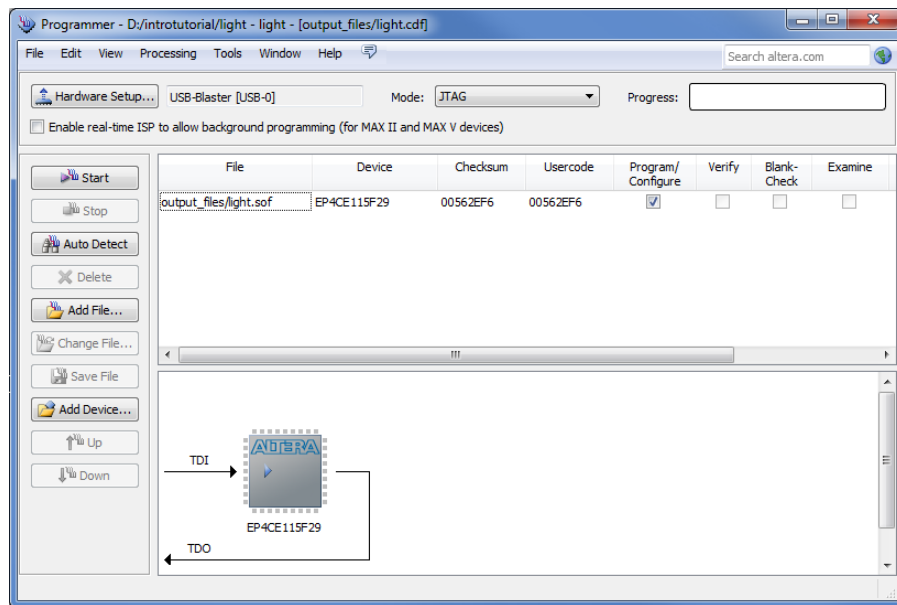 Programmer - D:/introtutorial/light - light - [output_files/light.cdf]
File Edit View Processing Tools Window Help Search altera.com
Hardware Setup... USB-Blaster [USB-0] Mode: JTAG Progress:
Enable real-time ISP to allow background programming (for MAX II and MAX V devices)
Start
Stop
Auto Detect
Delete
Add File...
Change File...
Save File
Add Device...
Up
Down
File Device Checksum Usercode Program/ Verify Blank- Examine
Configure Check
output_files/light.sof EP4CE115F29 00562EF6 00562EF6
TDI
ALTERA
EP4CE115F29
TDO